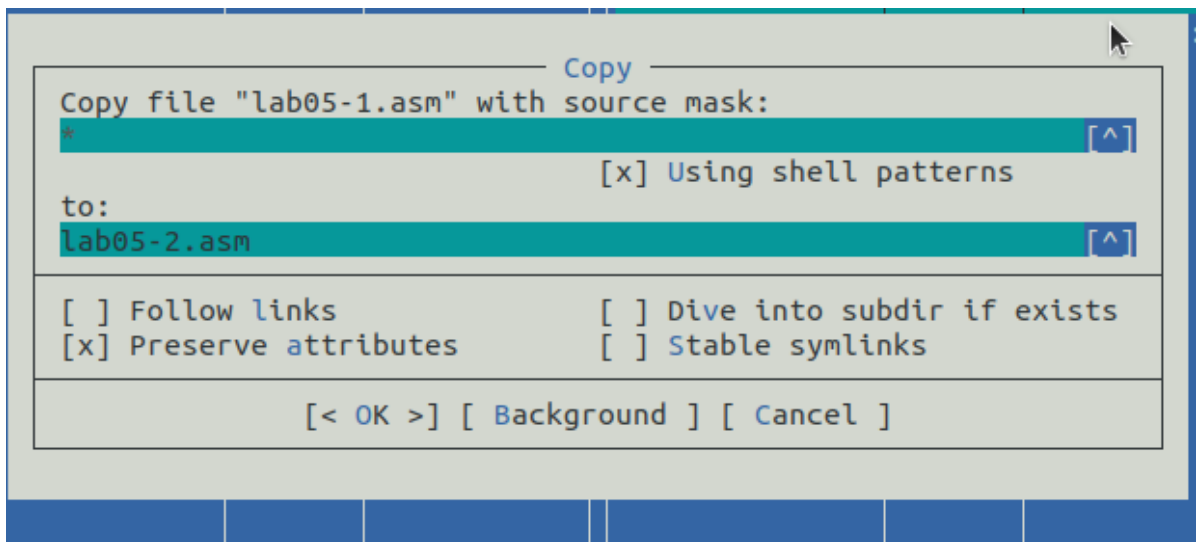 Copy
Copy file "lab05-1.asm" with source mask:
* [^]
[x] Using shell patterns
to:
lab05-2.asm [^]
[ ] Follow links [ ] Dive into subdir if exists
[x] Preserve attributes [ ] Stable symlinks
[< OK >] [ Background ] [ Cancel ]